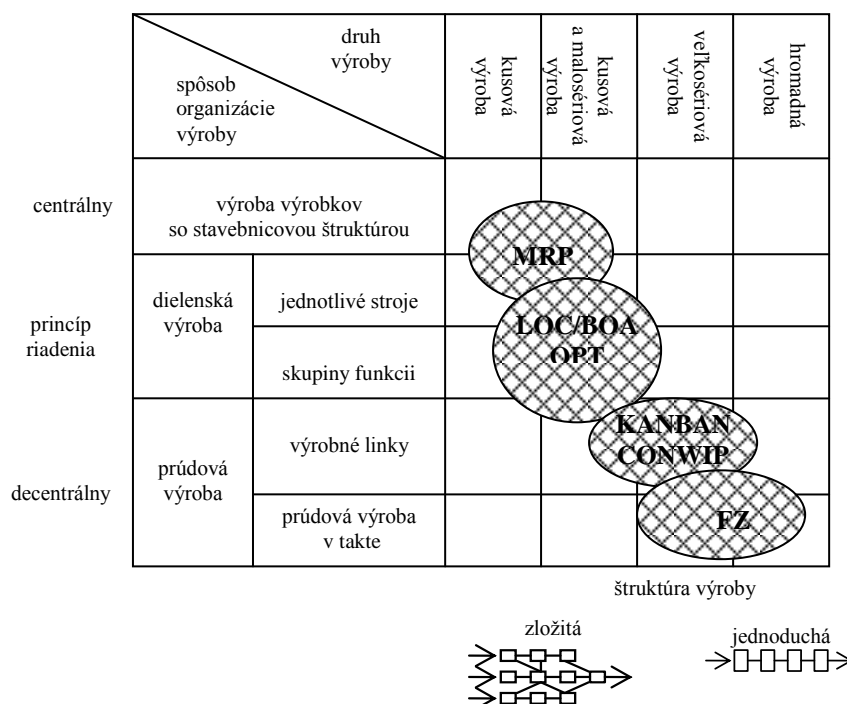 druh
výroby
spôsob
organizácie
výroby
kusová
výroba
kusová
a malosériová
výroba
veľkosériová
výroba
hromadná
výroba
centrálny
výroba výrobkov
so stavebnicovou štruktúrou
MRP
princíp
riadenia
dielenská
výroba
jednotlivé stroje
LOC/BOA
OPT
skupiny funkcii
decentrálny
prúdová
výroba
výrobné linky
KANBAN
CONWIP
prúdová výroba
v takte
FZ
štruktúra výroby
zložitá
jednoduchá